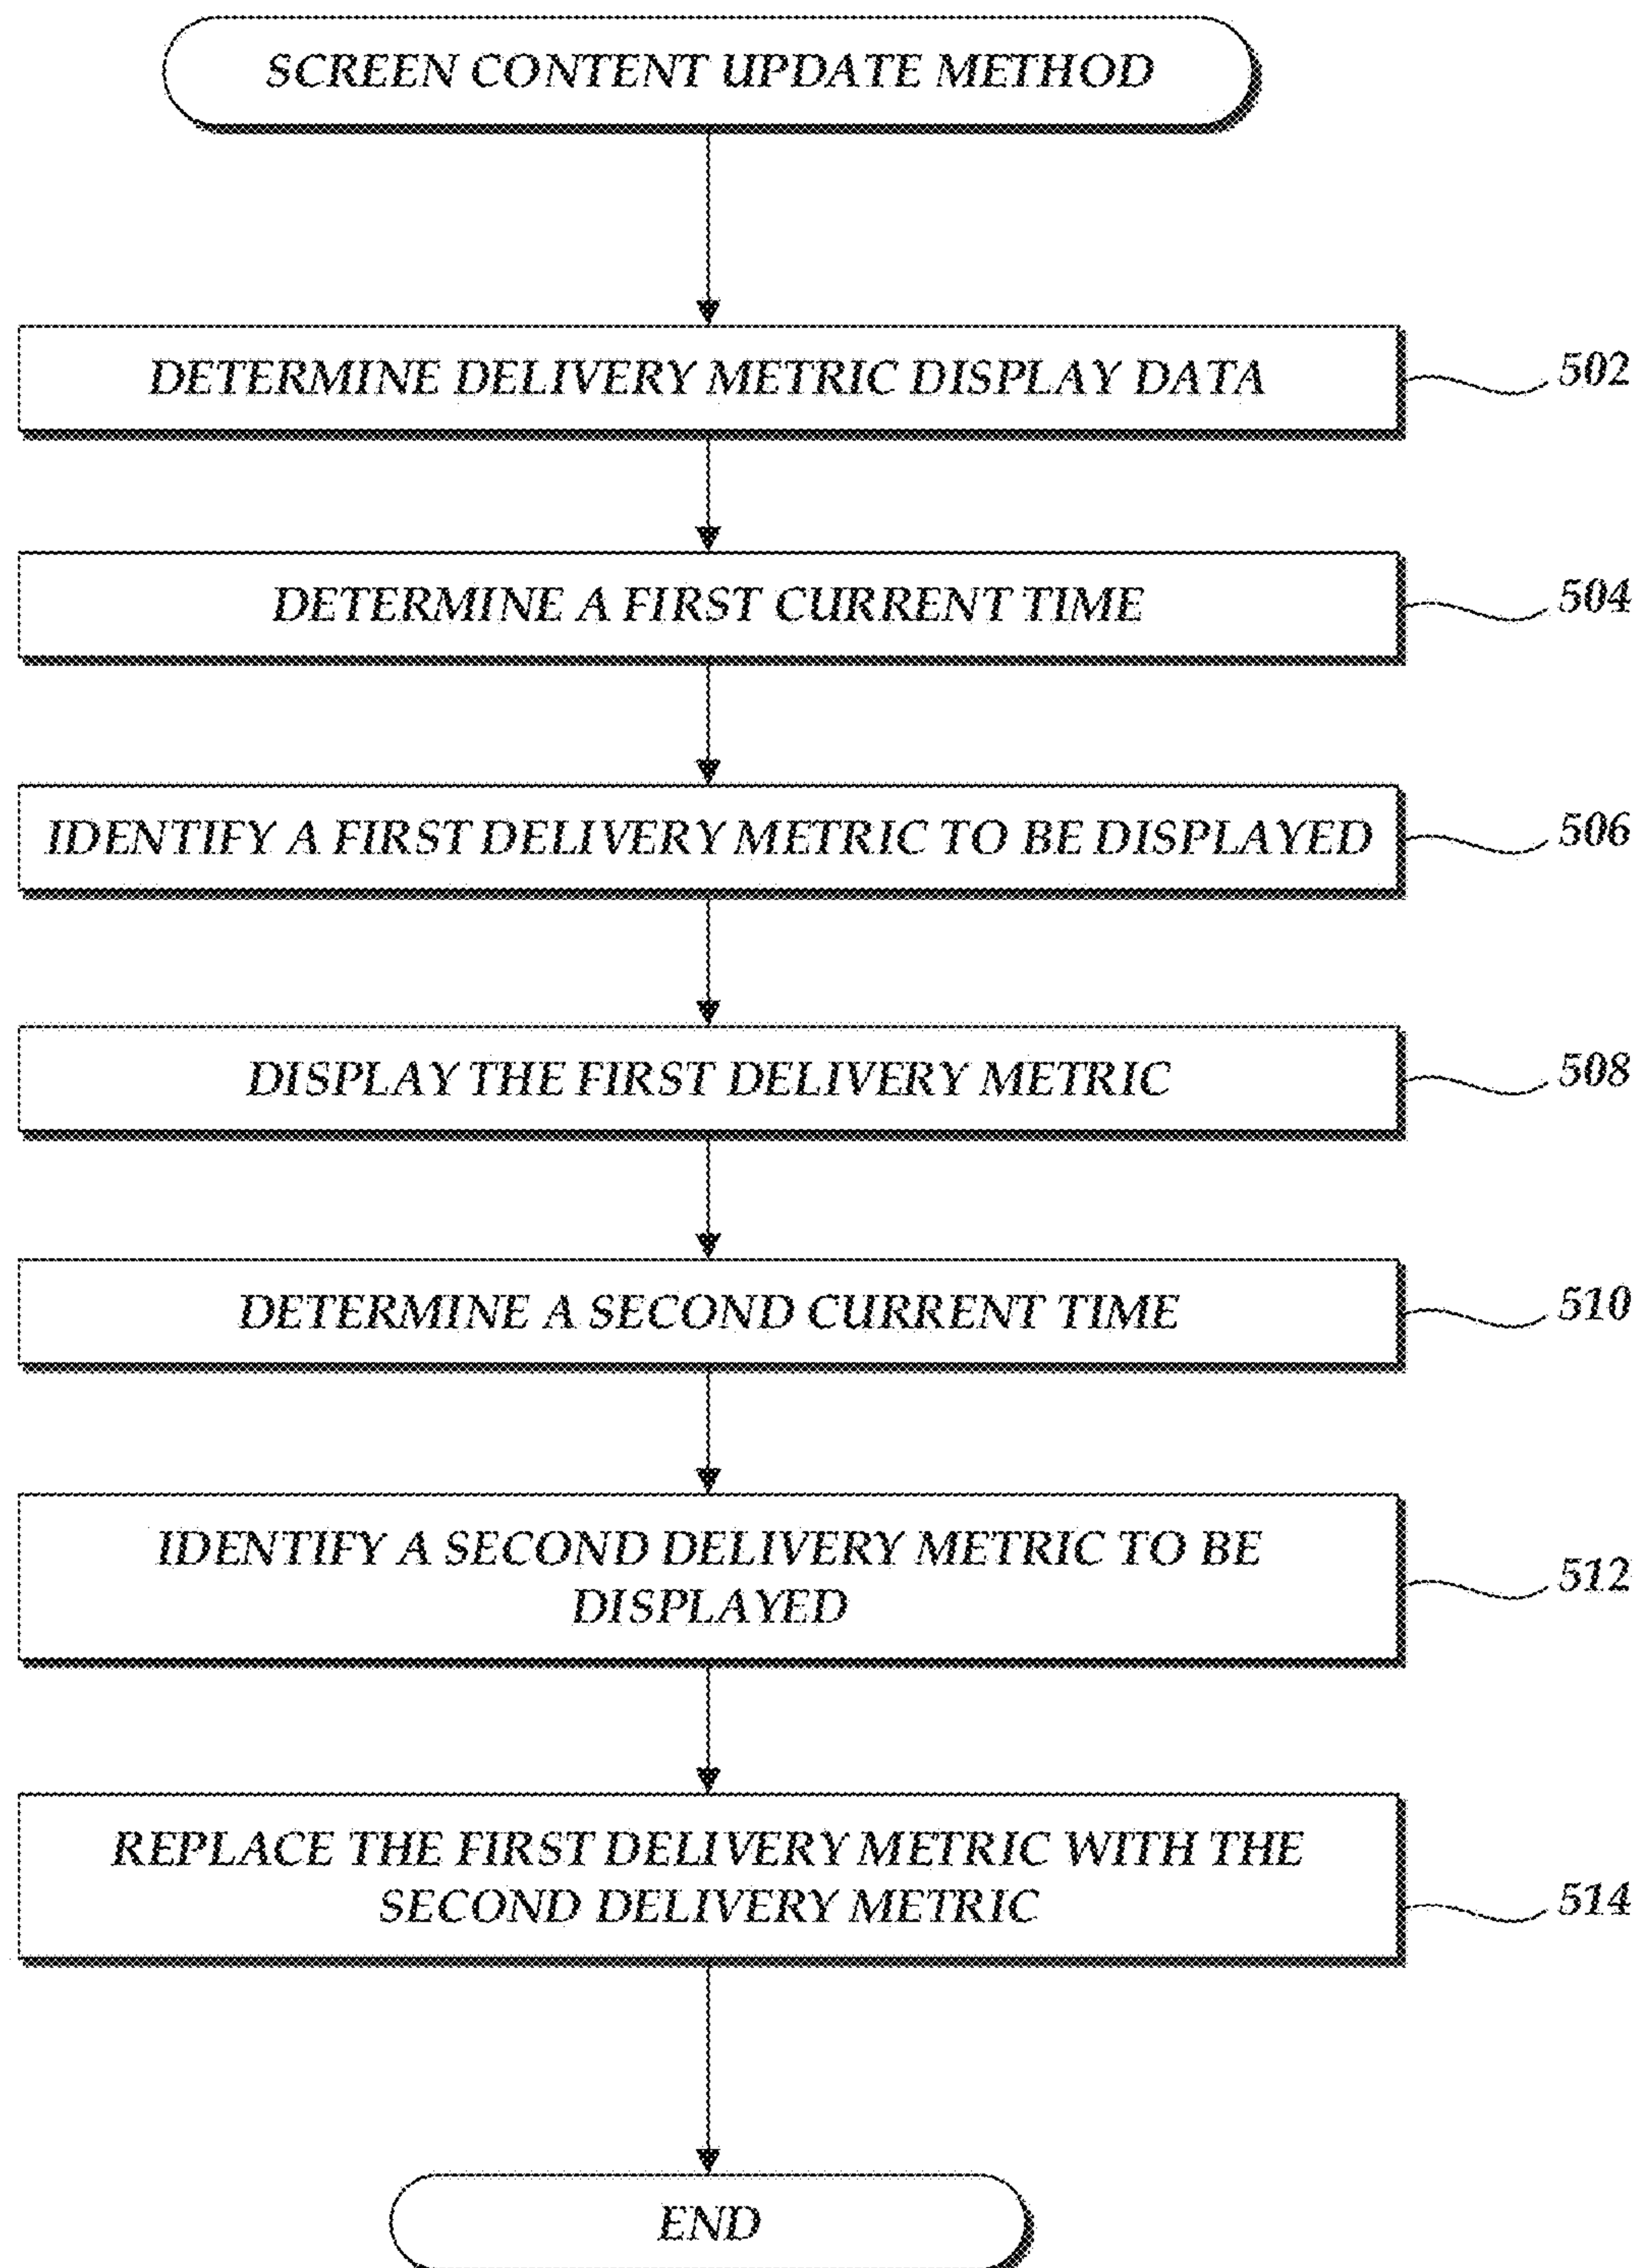 SCREEN CONTENT UPDATE METHOD
DETERMINE DELIVERY METRIC DISPLAY DATA
502
DETERMINE A FIRST CURRENT TIME
504
IDENTIFY A FIRST DELIVERY METRIC TO BE DISPLAYED
506
DISPLAY THE FIRST DELIVERY METRIC
508
DETERMINE A SECOND CURRENT TIME
510
IDENTIFY A SECOND DELIVERY METRIC TO BE
DISPLAYED
512
REPLACE THE FIRST DELIVERY METRIC WITH THE
SECOND DELIVERY METRIC
514
END